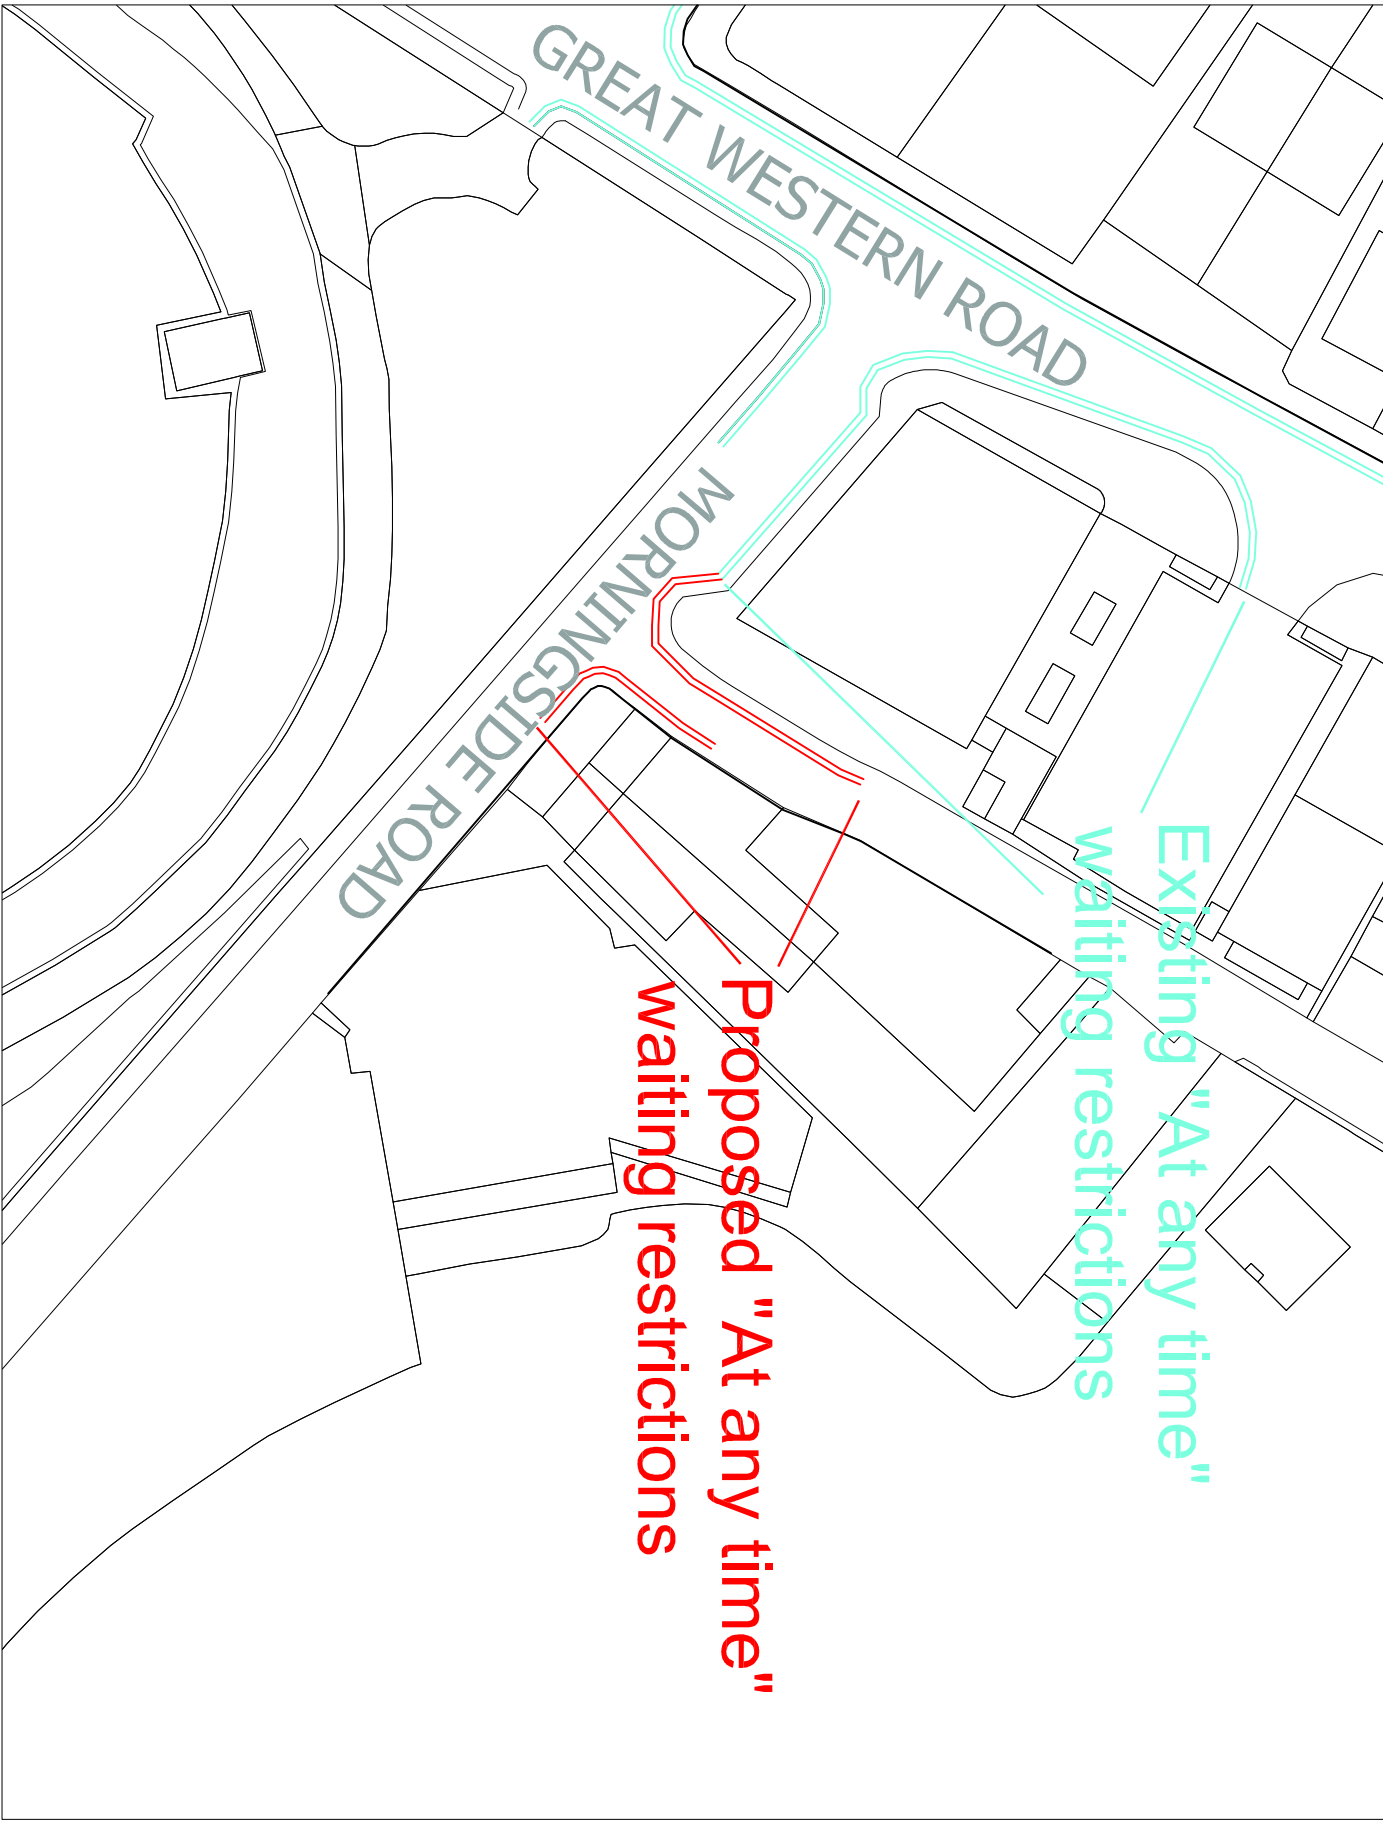 GREAT WESTERN ROAD
MORNINGSIDE ROAD
Existing "At any time"
waiting restrictions
Proposed "At any time"
waiting restrictions